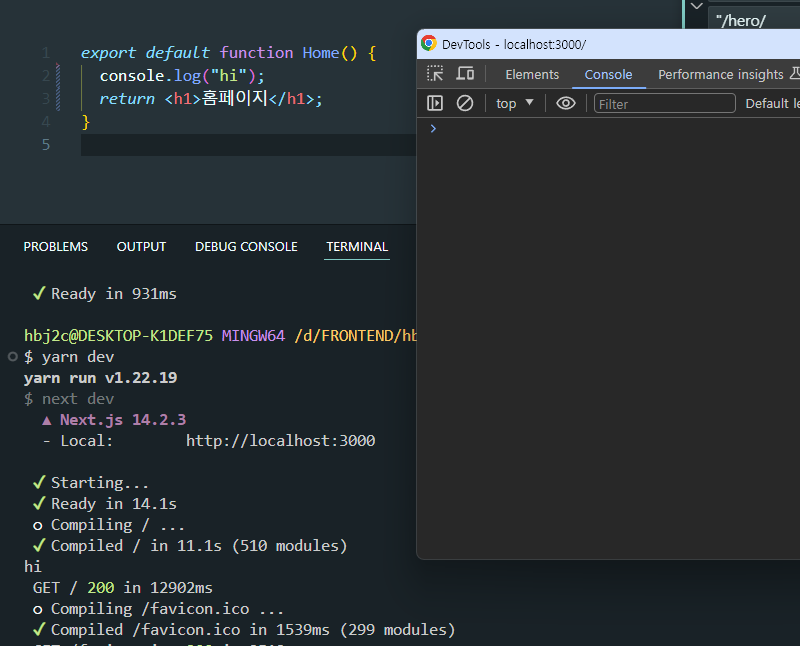 1 export default function Home() {
2 console.log("hi");
3 return <h1>홈페이지</h1>;
4 }
5
PROBLEMS OUTPUT DEBUG CONSOLE TERMINAL
✓ Ready in 931ms
hbj2c@DESKTOP-K1DEF75 MINGW64 /d/FRONTEND/hb
$ yarn dev
yarn run v1.22.19
$ next dev
▲ Next.js 14.2.3
- Local: http://localhost:3000
✓ Starting...
✓ Ready in 14.1s
o Compiling / ...
✓ Compiled / in 11.1s (510 modules)
hi
GET / 200 in 12902ms
o Compiling /favicon.ico ...
✓ Compiled /favicon.ico in 1539ms (299 modules)
"/hero/
DevTools - localhost:3000/
Elements Console Performance insights
top ▼ Filter Default le
>